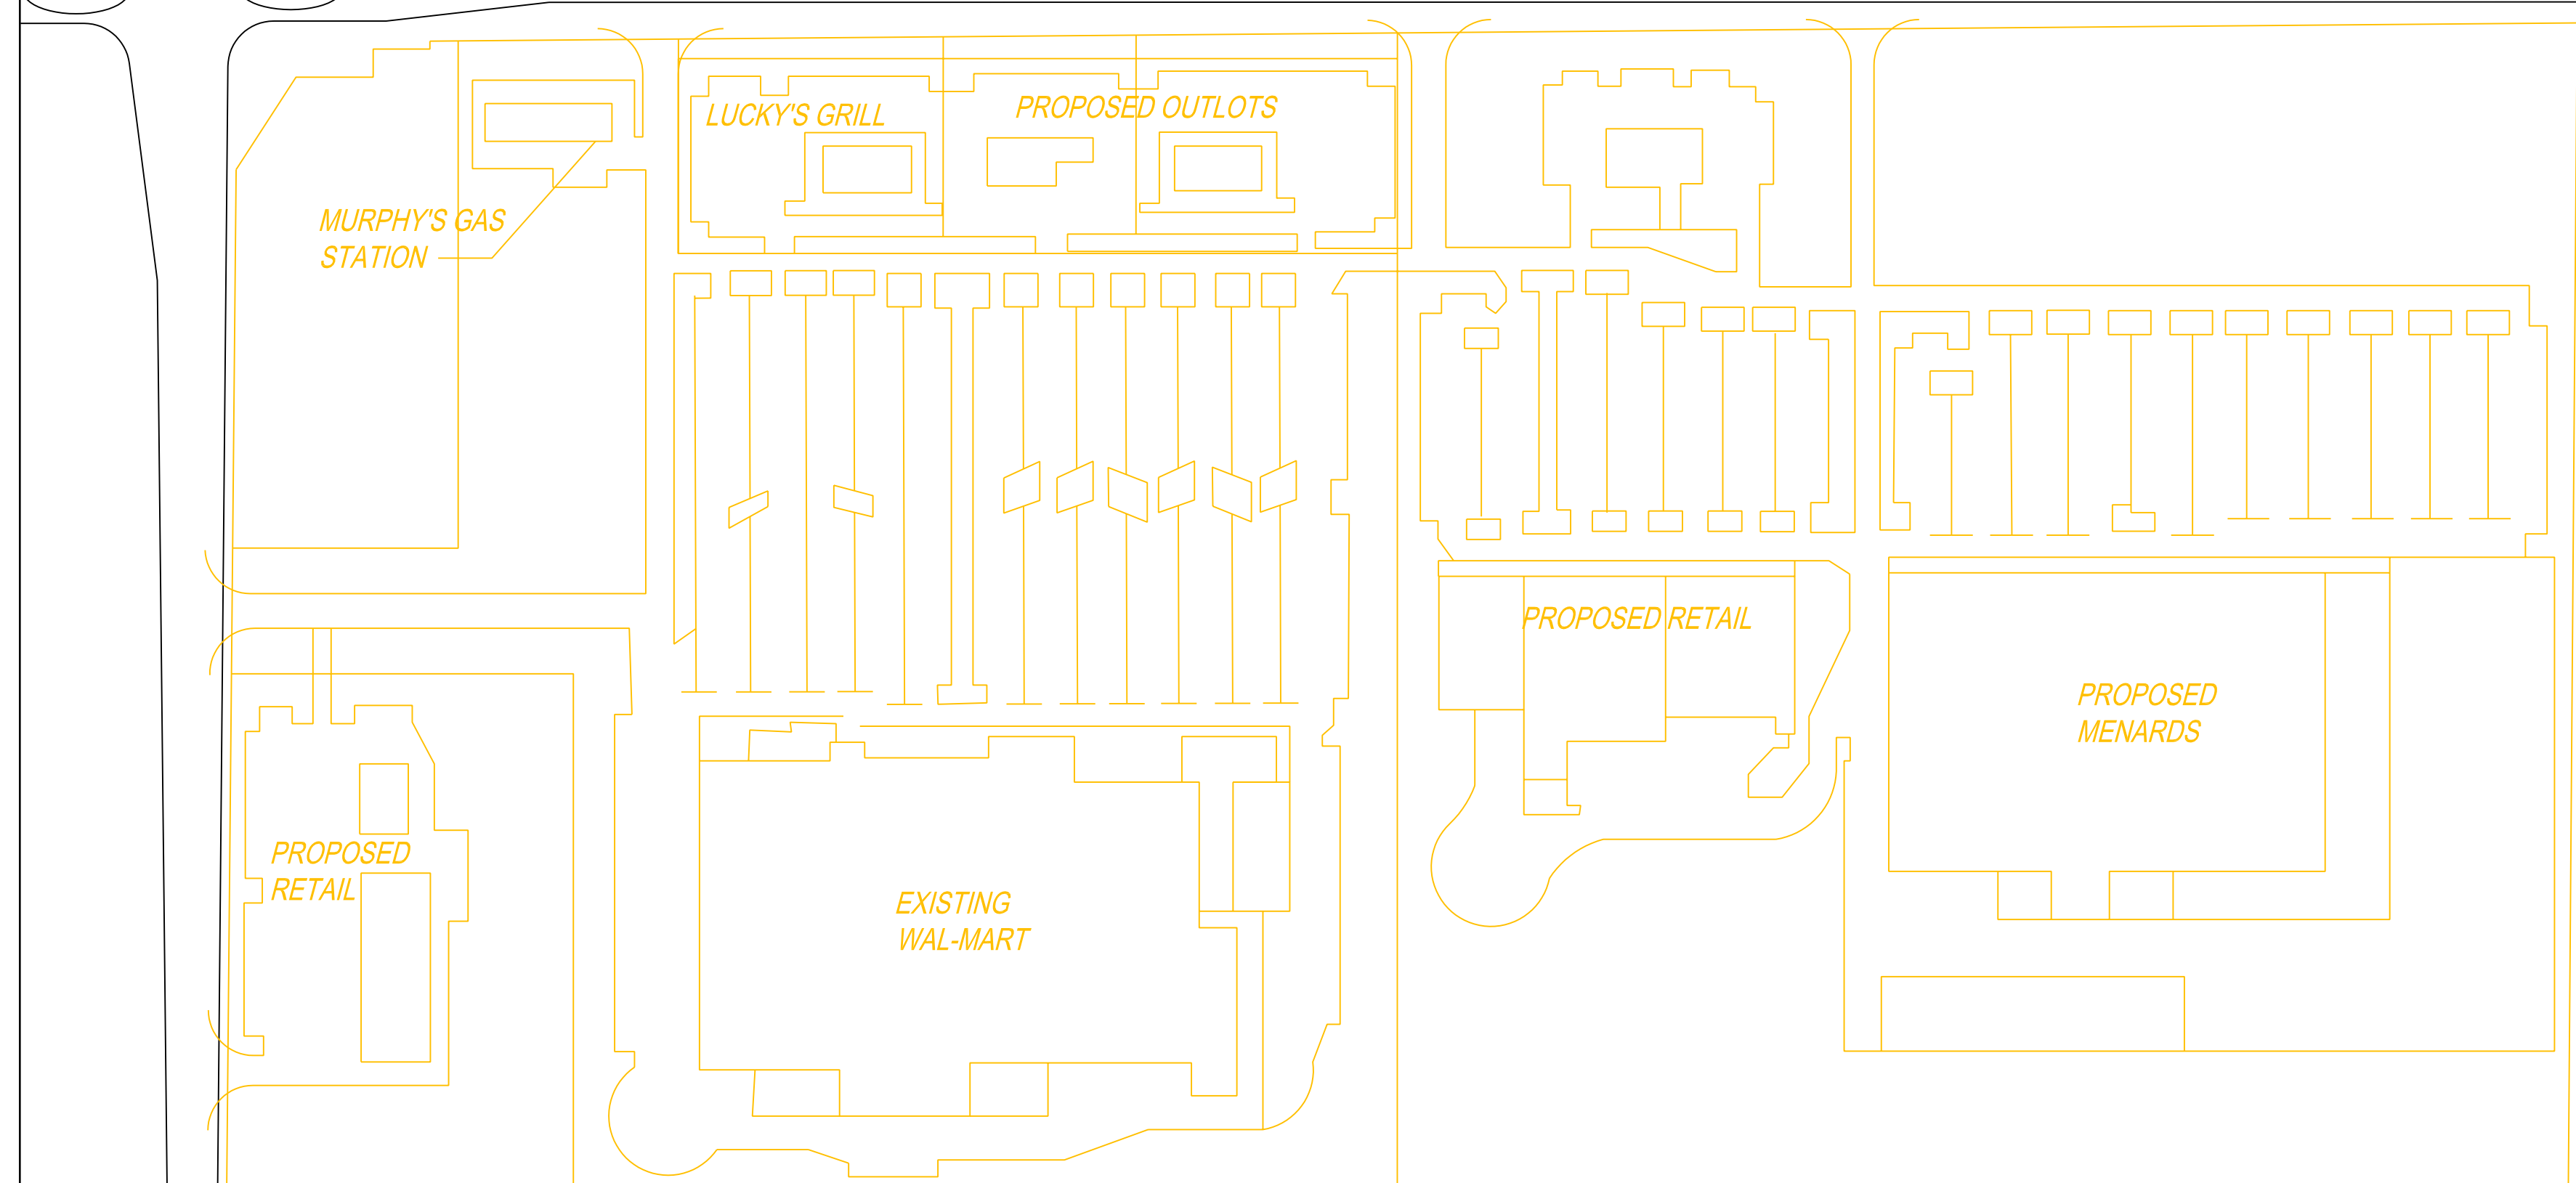 LUCKY'S GRILL
PROPOSED OUTLOTS
MURPHY'S GAS
STATION
PROPOSED RETAIL
PROPOSED
MENARDS
PROPOSED
RETAIL
EXISTING
WAL-MART